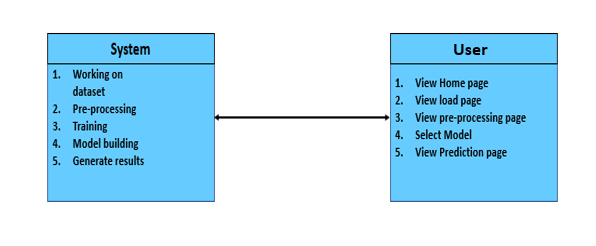 System
1. Working on
dataset
2. Pre-processing
3. Training
4. Model building
5. Generate results
User
1. View Home page
2. View load page
3. View pre-processing page
4. Select Model
5. View Prediction page